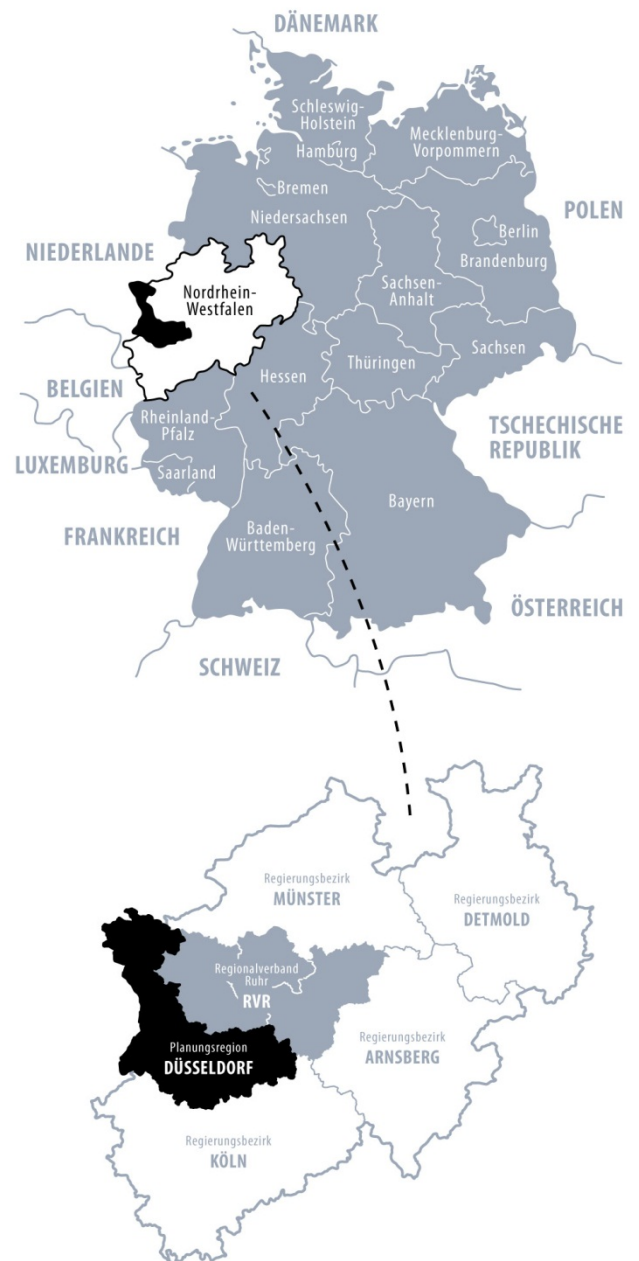 DÄNEMARK
Schleswig-
Holstein
Mecklenburg-
Vorpommern
Hamburg
Bremen
Niedersachsen
POLEN
Berlin
Brandenburg
NIEDERLANDE
Nordrhein-
Westfalen
Sachsen-
Anhalt
Sachsen
Thüringen
Hessen
BELGIEN
Rheinland-
Pfalz
TSCHECHISCHE
REPUBLIK
LUXEMBURG
Saarland
Bayern
FRANKREICH
Baden-
Württemberg
ÖSTERREICH
SCHWEIZ
Regierungsbezirk
MÜNSTER
Regierungsbezirk
DETMOLD
Regionalverband
Ruhr
RVR
Planungsregion
DÜSSELDORF
Regierungsbezirk
ARNSBERG
Regierungsbezirk
KÖLN